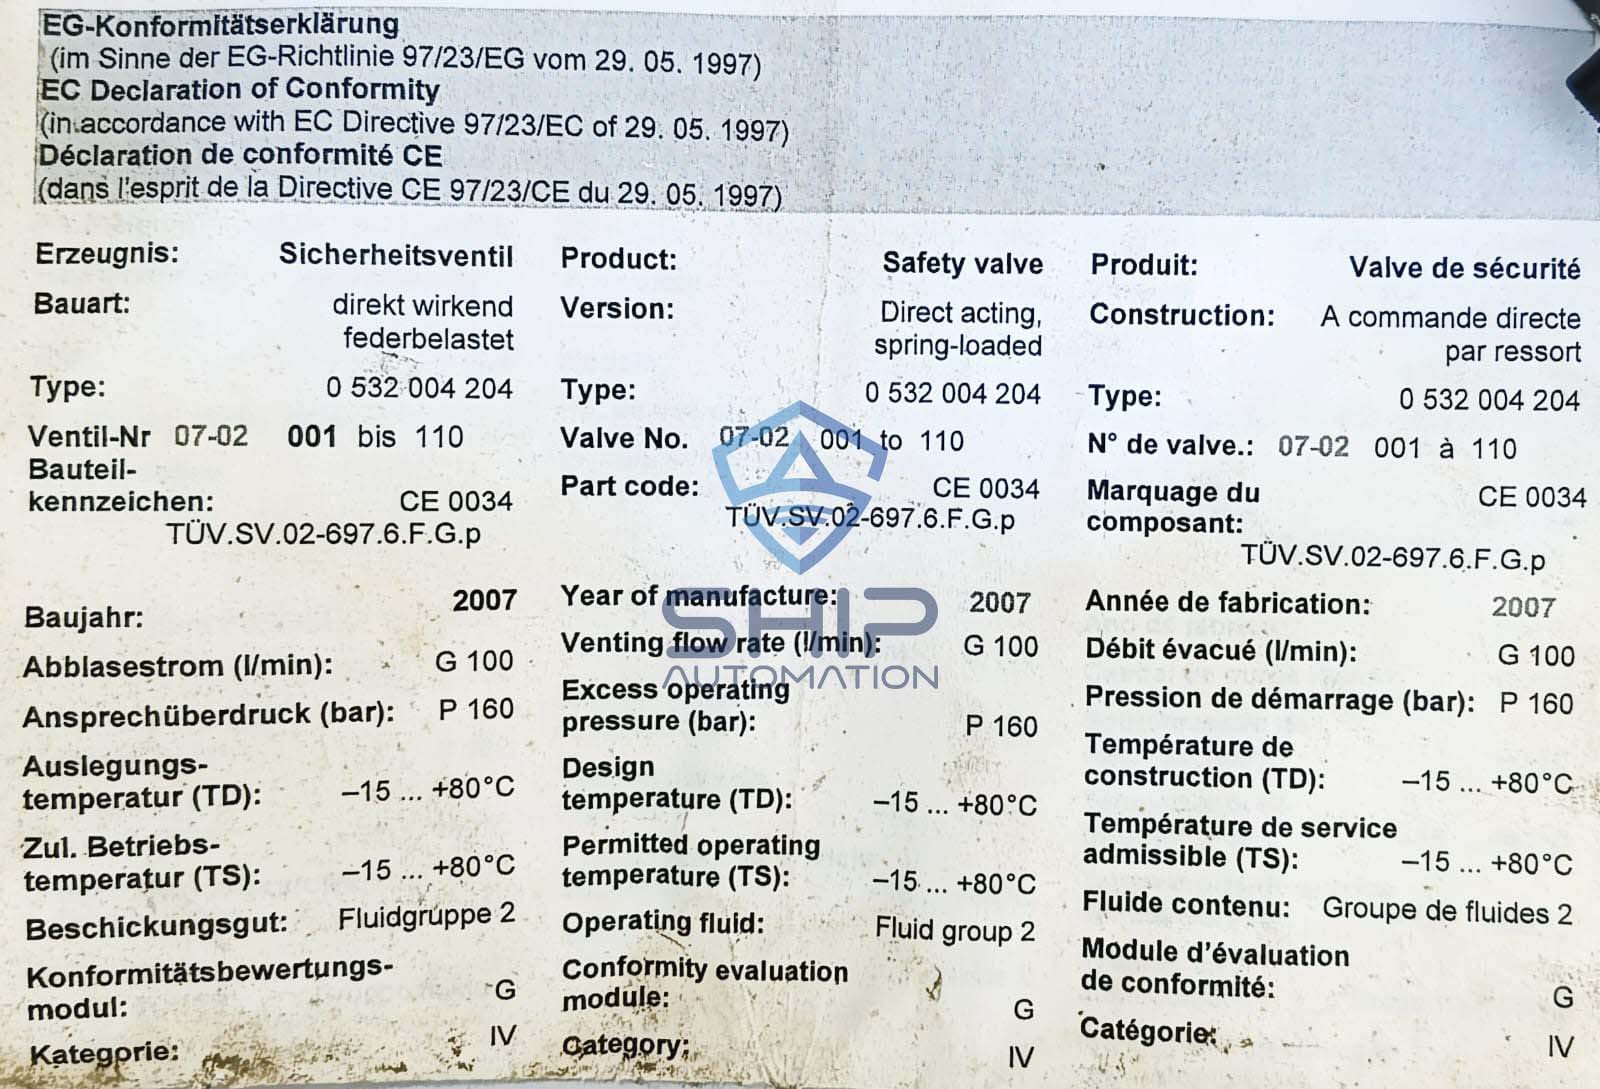 EG-Konformitätserklärung
(im Sinne der EG-Richtlinie 97/23/EG vom 29. 05. 1997)
EC Declaration of Conformity
(in accordance with EC Directive 97/23/EC of 29. 05. 1997)
Déclaration de conformité CE
(dans l'esprit de la Directive CE 97/23/CE du 29. 05. 1997)
Erzeugnis: Sicherheitsventil
Bauart: direkt wirkend
federbelastet
Type: 0 532 004 204
Ventil-Nr 07-02 001 bis 110
Bauteil-
kennzeichen: CE 0034
TÜV.SV.02-697.6.F.G.p
Baujahr: 2007
Abblasestrom (l/min): G 100
Ansprechüberdruck (bar): P 160
Auslegungs-
temperatur (TD): –15 ... +80°C
Zul. Betriebs-
temperatur (TS): –15 ... +80°C
Beschickungsgut: Fluidgruppe 2
Konformitätsbewertungs-
modul: G
Kategorie: IV
Product: Safety valve
Version: Direct acting,
spring-loaded
Type: 0 532 004 204
Valve No. 07-02 001 to 110
Part code: CE 0034
TÜV.SV.02-697.6.F.G.p
Year of manufacture: 2007
Venting flow rate (l/min): G 100
Excess operating
pressure (bar): P 160
Design
temperature (TD): –15 ... +80°C
Permitted operating
temperature (TS): –15 ... +80°C
Operating fluid: Fluid group 2
Conformity evaluation
module: G
Category: IV
Produit: Valve de sécurité
Construction: A commande directe
par ressort
Type: 0 532 004 204
N° de valve.: 07-02 001 à 110
Marquage du CE 0034
composant:
TÜV.SV.02-697.6.F.G.p
Année de fabrication: 2007
Débit évacué (l/min): G 100
Pression de démarrage (bar): P 160
Température de
construction (TD): –15 ... +80°C
Température de service
admissible (TS): –15 ... +80°C
Fluide contenu: Groupe de fluides 2
Module d'évaluation
de conformité: G
Catégorie: IV
SHIP
AUTOMATION